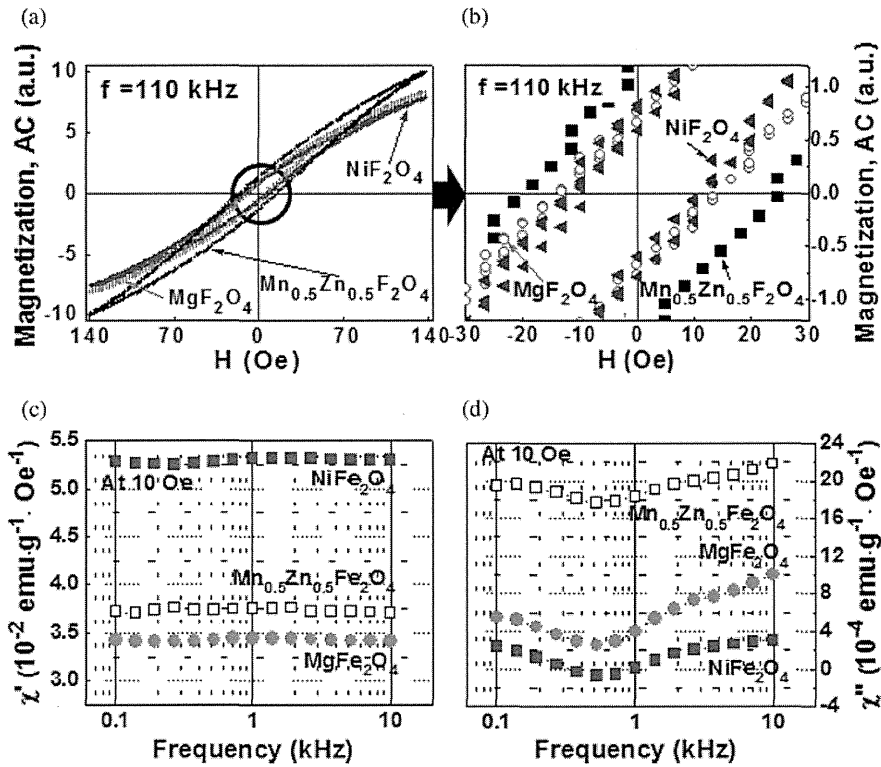 (a)
(b)
Magnetization, AC (a.u.)
10
5
0
-5
-10
f =110 kHz
NiF₂O₄
Mn₀.₅Zn₀.₅F₂O₄
MgF₂O₄
140
70
0
70
140
H (Oe)
f =110 kHz
NiF₂O₄
MgF₂O₄
Mn₀.₅Zn₀.₅F₂O₄
1.0
0.5
0.0
-0.5
-1.0
Magnetization, AC (a.u.)
-30
-20
-10
0
10
20
30
H (Oe)
(c)
(d)
χ' (10⁻² emu·g⁻¹ · Oe⁻¹)
5.5
5.3
5.0
4.0
3.8
3.5
3.0
At 10 Oe
NiFe₂O₄
Mn₀.₅Zn₀.₅Fe₂O₄
MgFe₂O₄
0.1
1
10
Frequency (kHz)
At 10 Oe
Mn₀.₅Zn₀.₅Fe₂O₄
MgFe₂O₄
NiFe₂O₄
24
20
16
12
8
4
0
-4
χ'' (10⁻⁴ emu·g⁻¹ · Oe⁻¹)
0.1
1
10
Frequency (kHz)